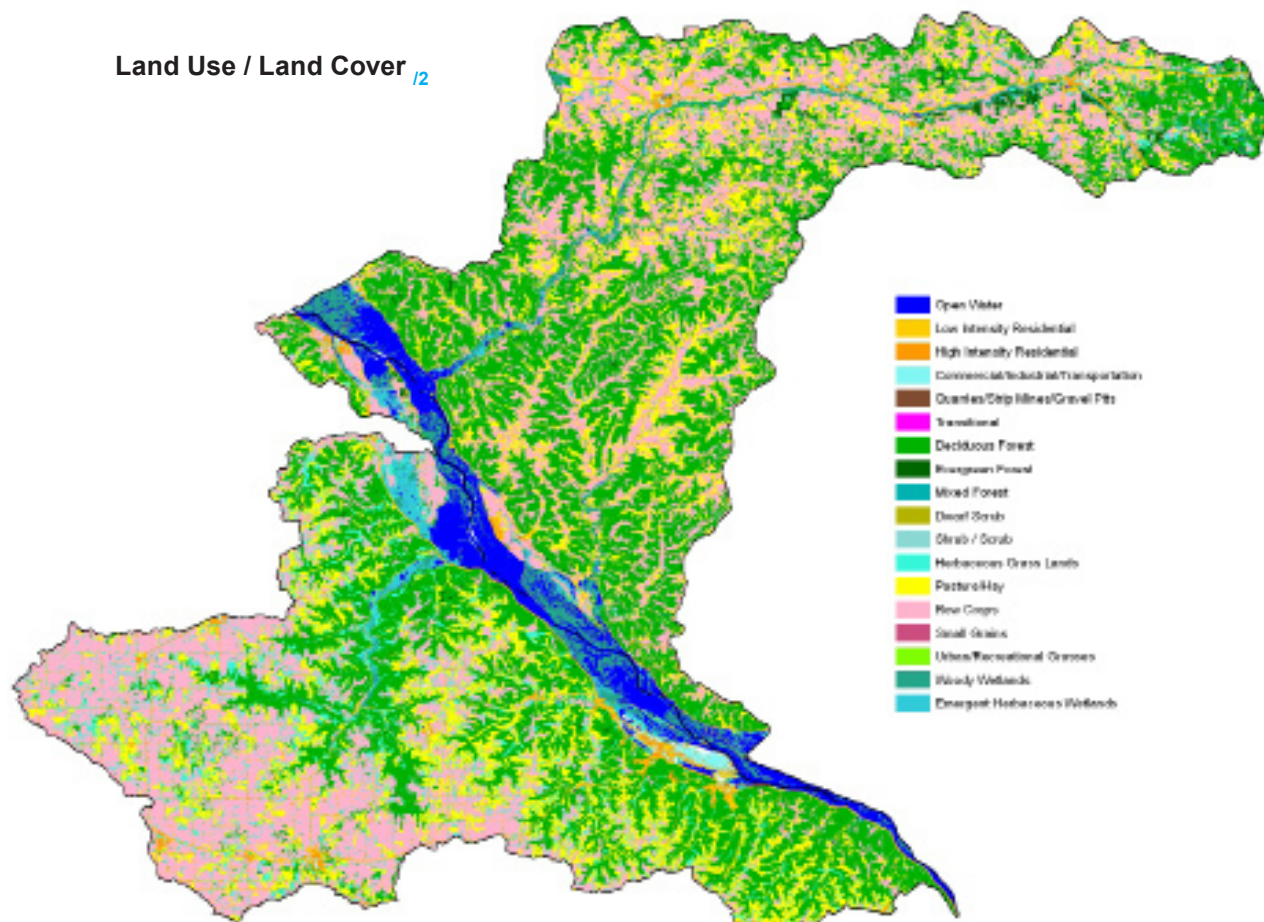 Land Use / Land Cover /2
Open Water
Low Intensity Residential
High Intensity Residential
Commercial/Industrial/Transportation
Quarries/Strip Mines/Gravel Pits
Transitional
Deciduous Forest
Evergreen Forest
Mixed Forest
Dwarf Scrub
Shrub / Scrub
Herbaceous Grass Lands
Pasture/Hay
Row Crops
Small Grains
Urban/Recreational Grasses
Woody Wetlands
Emergent Herbaceous Wetlands